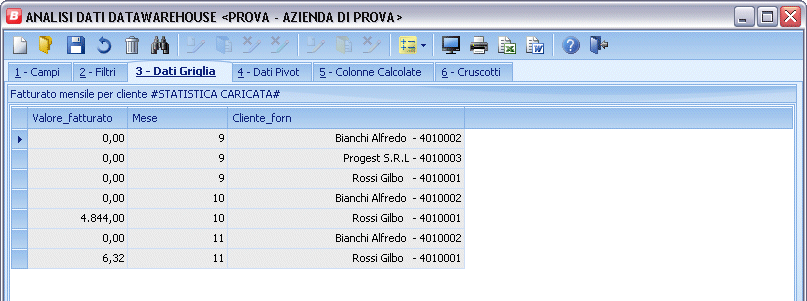 B ANALISI DATI DATAWAREHOUSE <PROVA - AZIENDA DI PROVA>
1 - Campi 2 - Filtri 3 - Dati Griglia 4 - Dati Pivot 5 - Colonne Calcolate 6 - Cruscotti
Fatturato mensile per cliente #STATISTICA CARICATA#
Valore_fatturato Mese Cliente_forn
0,00 9 Bianchi Alfredo - 4010002
0,00 9 Progest S.R.L - 4010003
0,00 9 Rossi Gilbo - 4010001
0,00 10 Bianchi Alfredo - 4010002
4.844,00 10 Rossi Gilbo - 4010001
0,00 11 Bianchi Alfredo - 4010002
6,32 11 Rossi Gilbo - 4010001